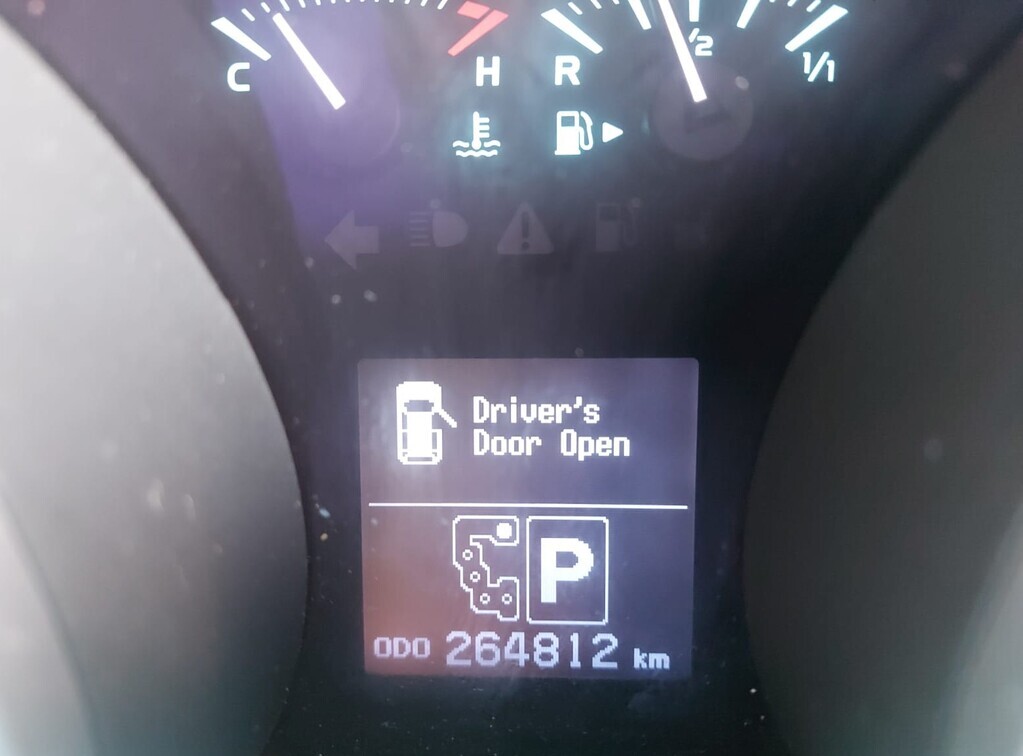 C
H
R
1/2
1/1
Driver's
Door Open
P
ODO 264812 km